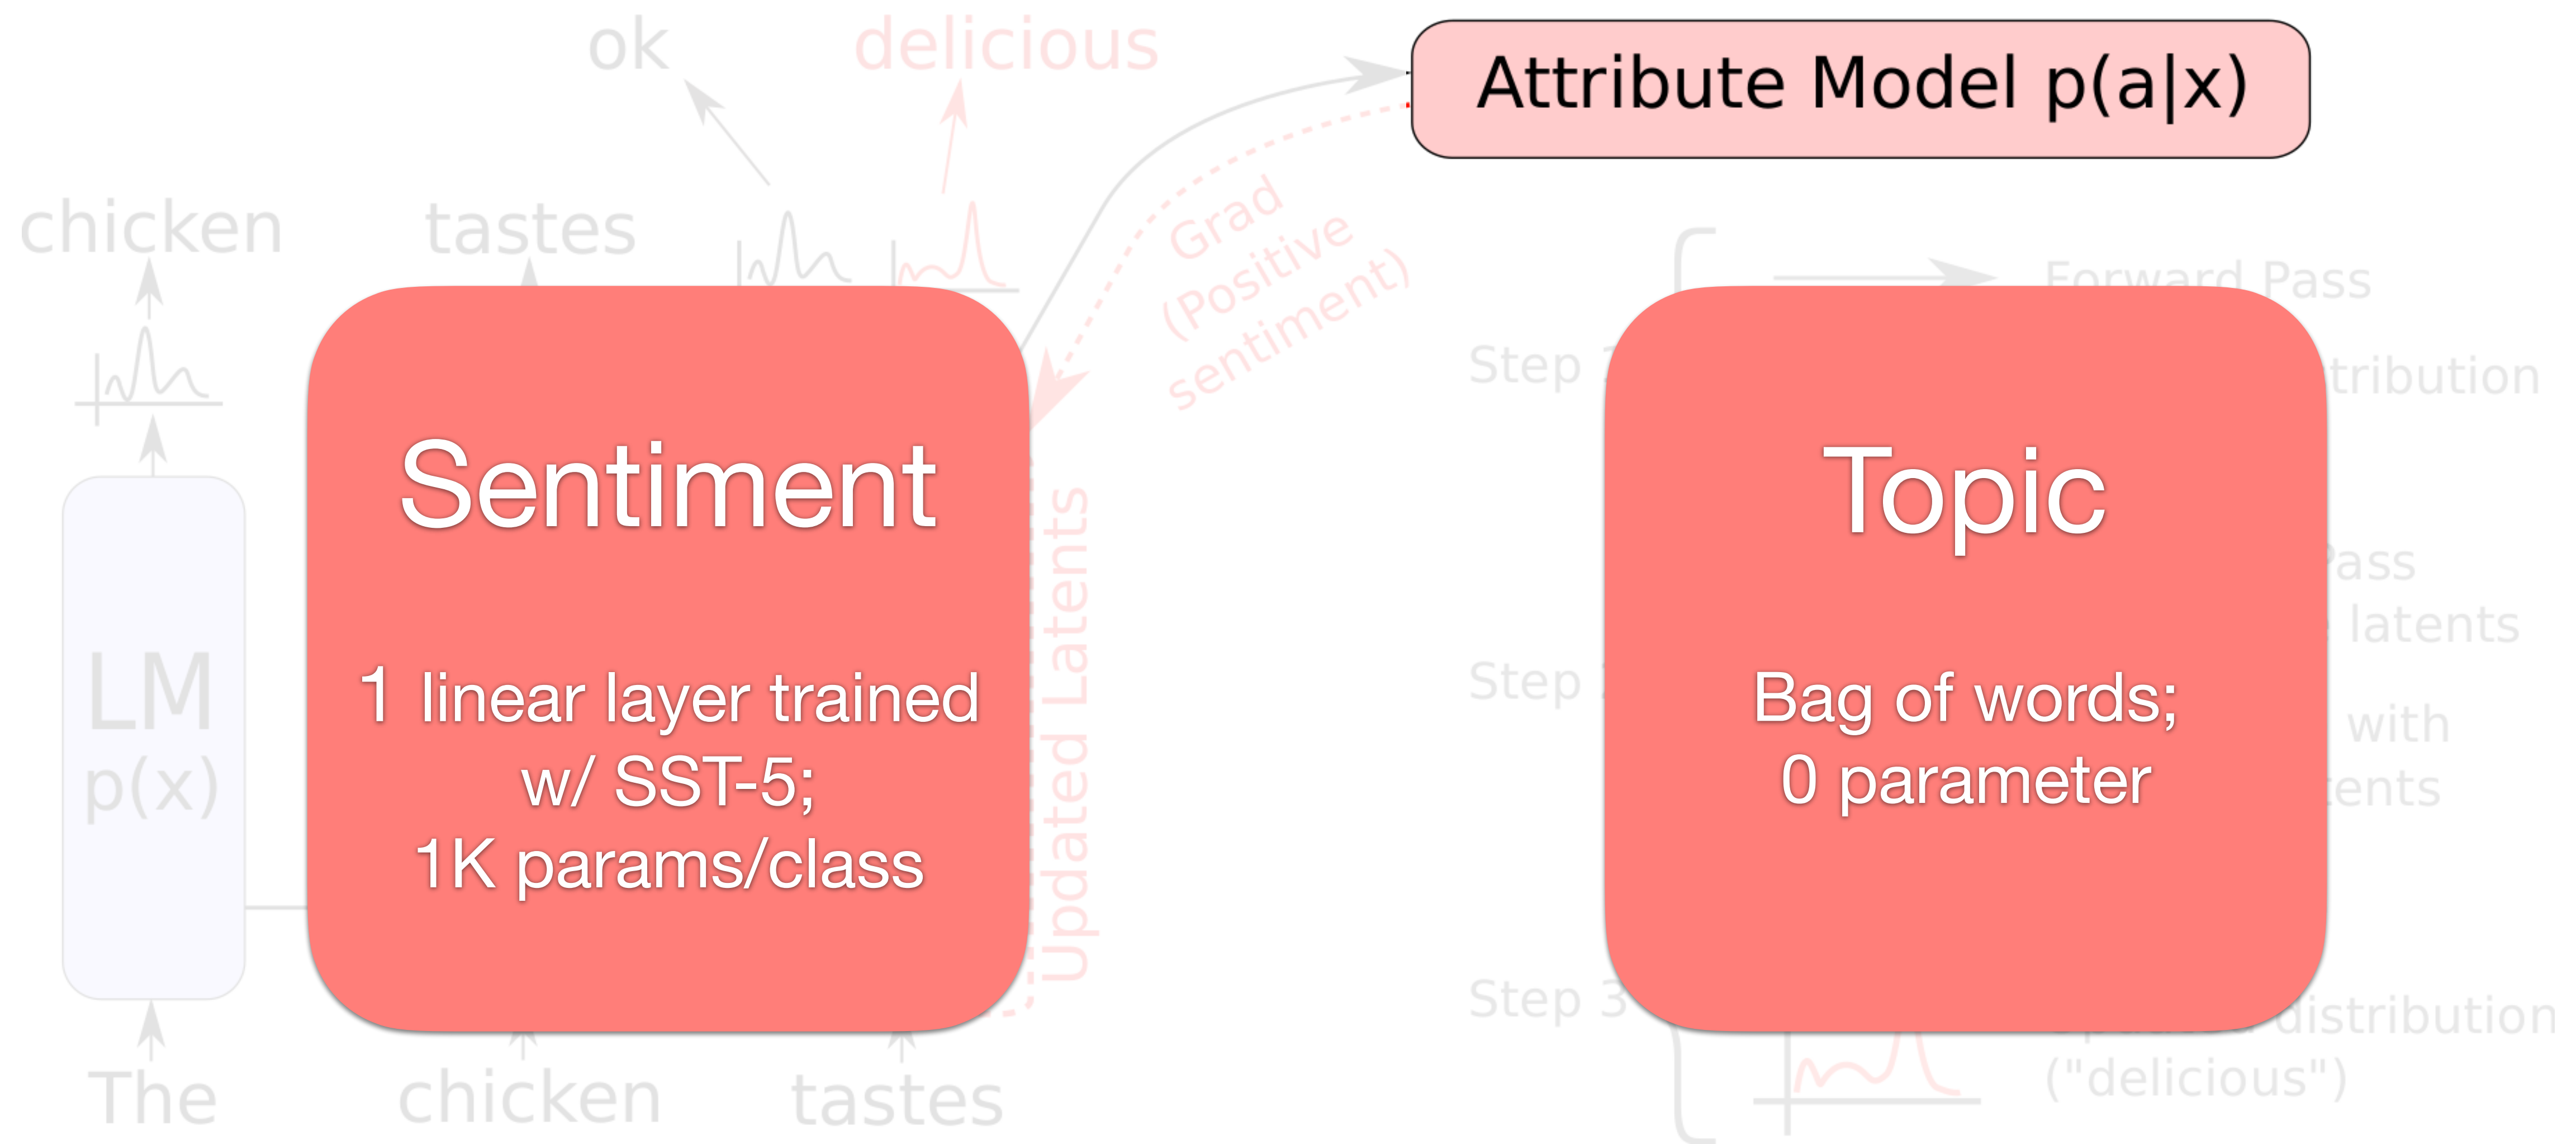 ok
delicious
Attribute Model p(a|x)
chicken
tastes
Grad
(Positive
sentiment)
Forward Pass
Step
tribution
Sentiment
1 linear layer trained
w/ SST-5;
1K params/class
Updated Latents
Topic
Bag of words;
0 parameter
Pass
latents
Step
with
tents
LM
p(x)
Step 3
distribution
("delicious")
The
chicken
tastes